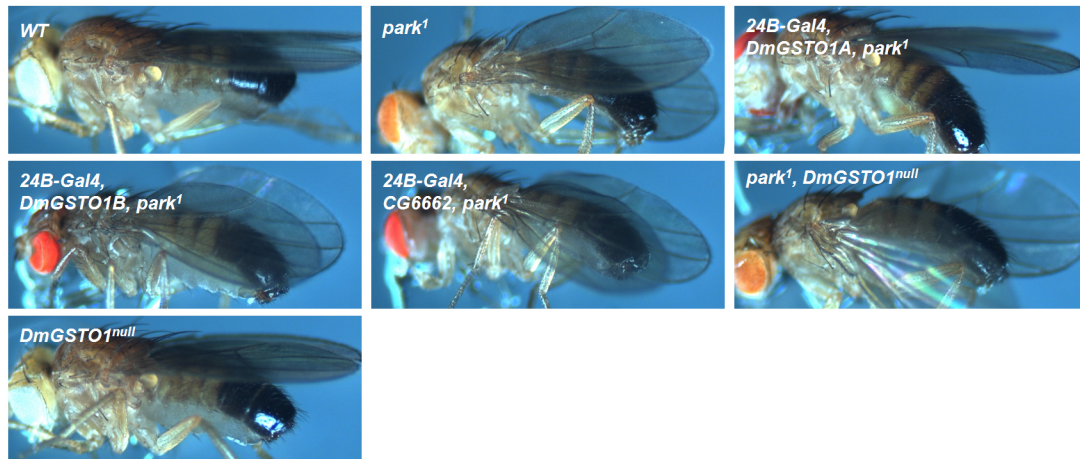 WT
park¹
24B-Gal4,
DmGSTO1A, park¹
24B-Gal4,
DmGSTO1B, park¹
24B-Gal4,
CG6662, park¹
park¹, DmGSTO1ⁿᵘˡˡ
DmGSTO1ⁿᵘˡˡ